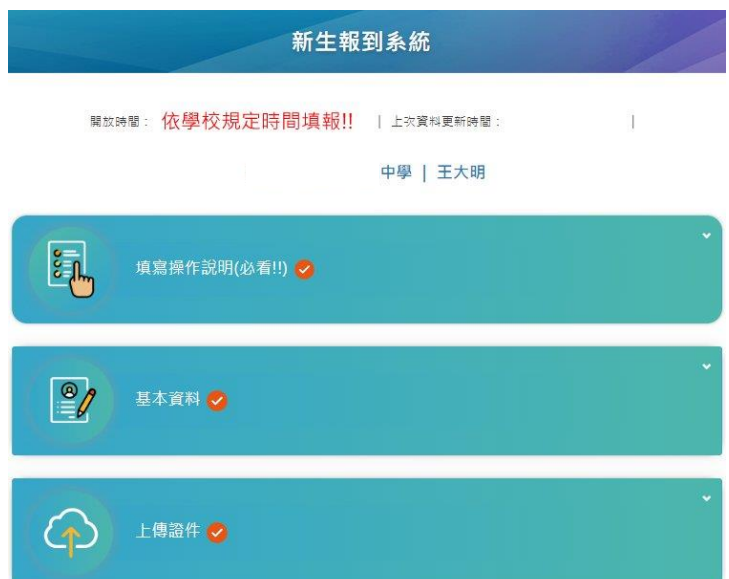 新生報到系統
開放時間： 依學校規定時間填報!! | 上次資料更新時間： |
中學 | 王大明
填寫操作說明(必看!!)
基本資料
上傳證件